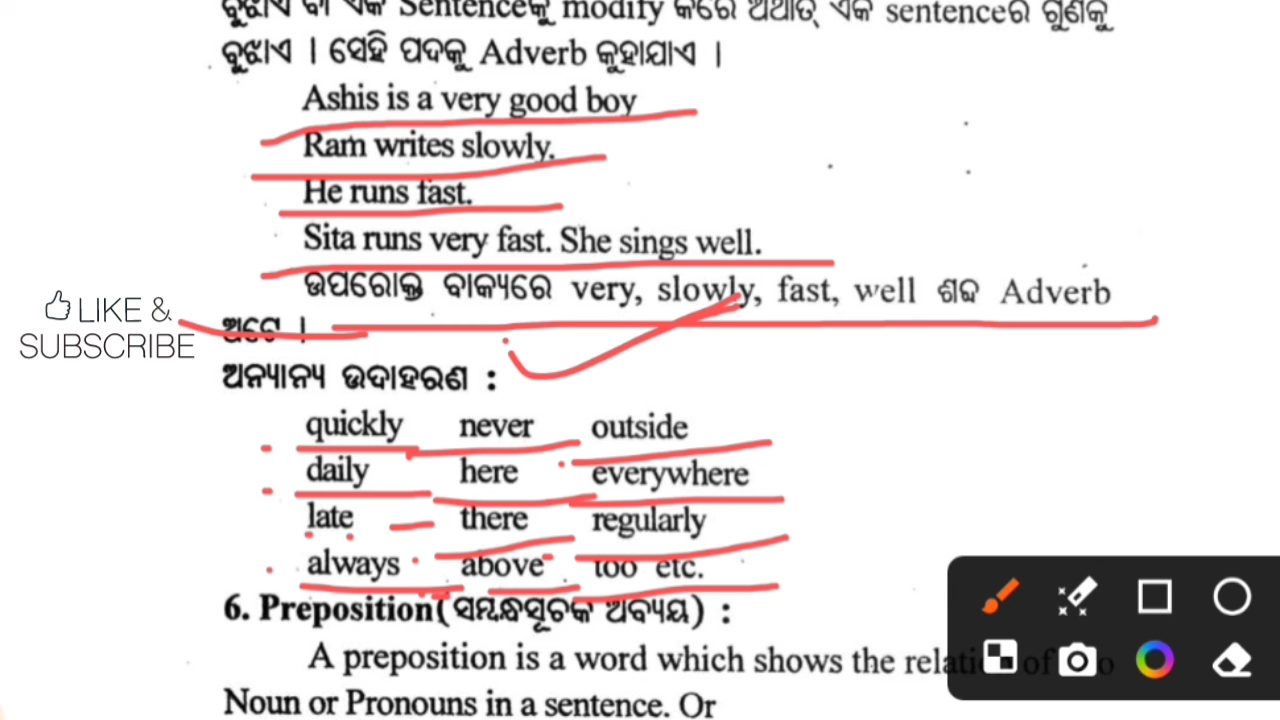 ବୁଝାଏ ବା ଏକ Sentenceକୁ modify କରେ ଅର୍ଥାତ୍ ଏକ sentenceର ଗୁଣକୁ
ବୁଝାଏ । ସେହି ପଦକୁ Adverb କୁହାଯାଏ ।
Ashis is a very good boy
Ram writes slowly.
He runs fast.
Sita runs very fast. She sings well.
ଉପରୋକ୍ତ ବାକ୍ୟରେ very, slowly, fast, well ଶବ୍ଦ Adverb
ଅଟେ ।
LIKE &
SUBSCRIBE
ଅନ୍ୟାନ୍ୟ ଉଦାହରଣ :
quickly never outside
daily here everywhere
late there regularly
always above too etc.
6. Preposition(ସମ୍ବନ୍ଧସୂଚକ ଅବ୍ୟୟ) :
A preposition is a word which shows the of
Noun or Pronouns in a sentence. Or